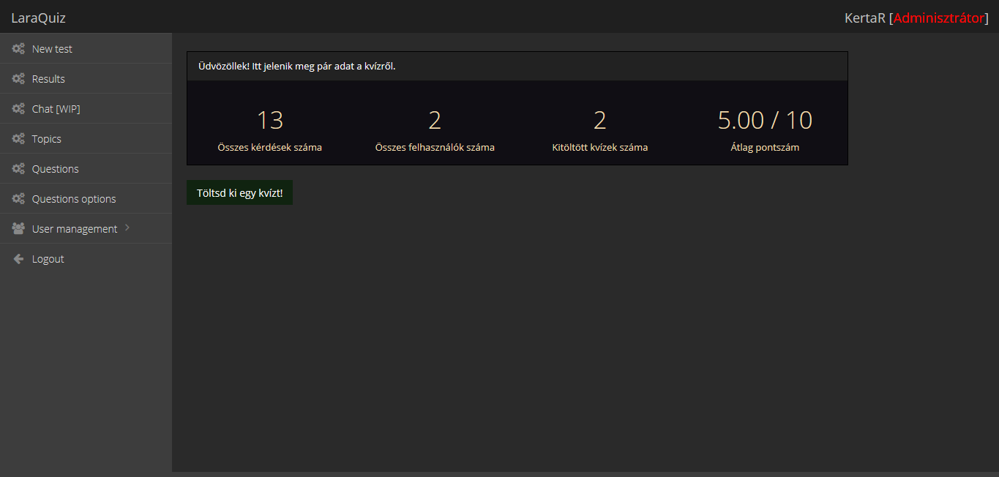 LaraQuiz
KertaR [Adminisztrátor]
New test
Results
Chat [WIP]
Topics
Questions
Questions options
User management
Logout
Üdvözöllek! Itt jelenik meg pár adat a kvízről.
13
Összes kérdések száma
2
Összes felhasználók száma
2
Kitöltött kvízek száma
5.00 / 10
Átlag pontszám
Töltsd ki egy kvízt!